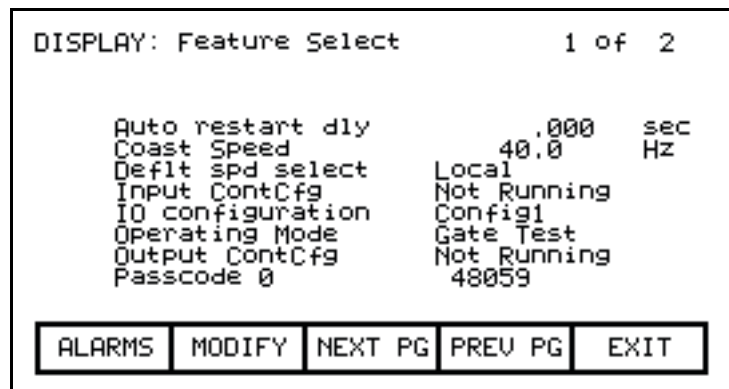 DISPLAY: Feature Select 1 of 2
Auto restart dly .000 sec
Coast Speed 40.0 Hz
Deflt spd select Local
Input ContCfg Not Running
IO configuration Config1
Operating Mode Gate Test
Output ContCfg Not Running
Passcode 0 48059
ALARMS MODIFY NEXT PG PREV PG EXIT